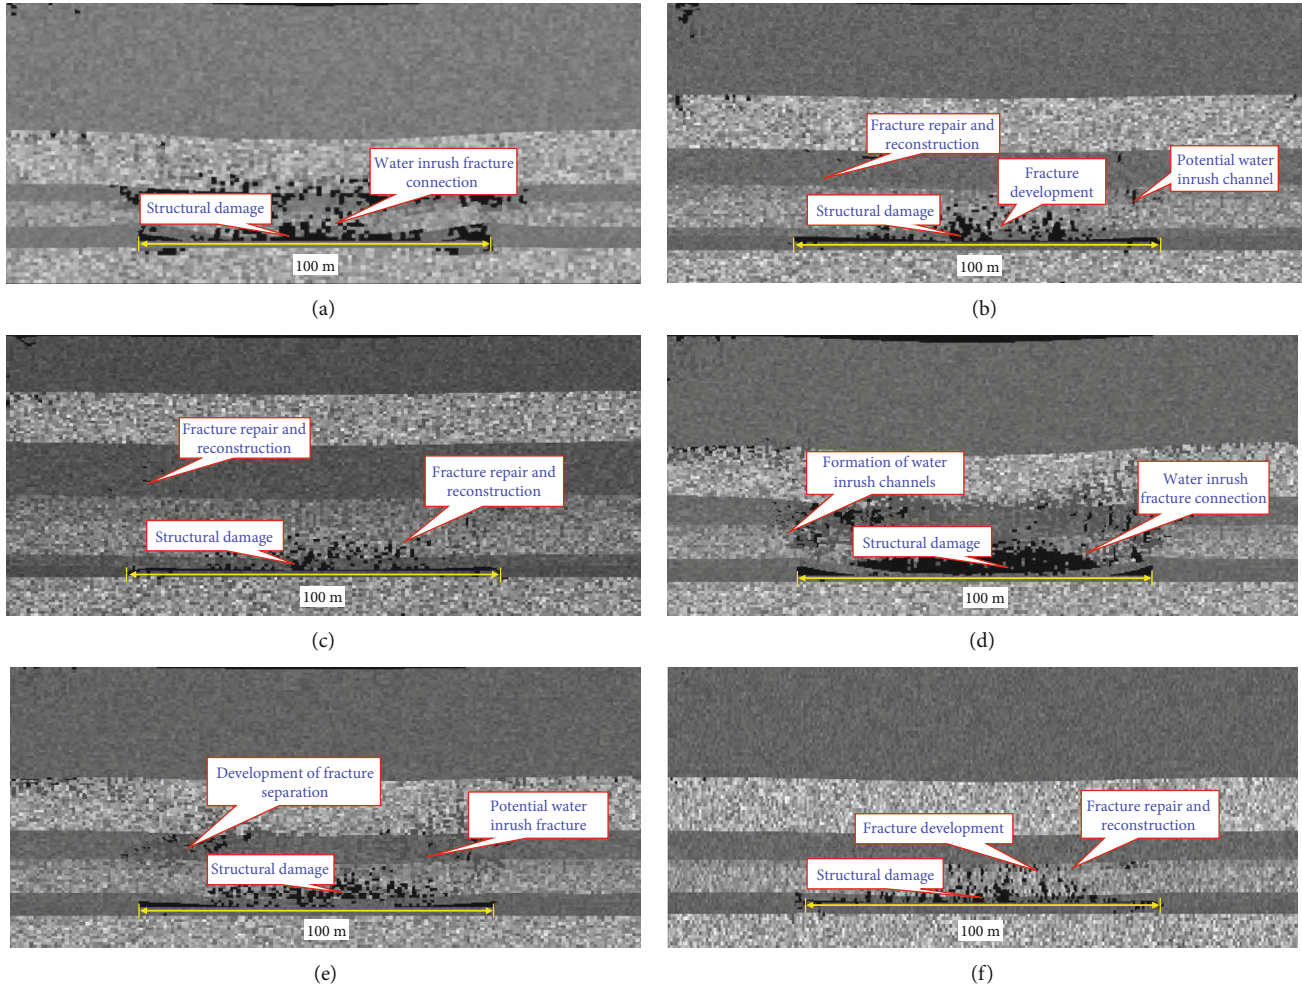 Water inrush fracture
connection
Structural damage
100 m
(a)
Fracture repair and
reconstruction
Potential water
inrush channel
Fracture
development
Structural damage
100 m
(b)
Fracture repair and
reconstruction
Fracture repair and
reconstruction
Structural damage
100 m
(c)
Formation of water
inrush channels
Water inrush
fracture connection
Structural damage
100 m
(d)
Development of fracture
separation
Potential water
inrush fracture
Structural damage
100 m
(e)
Fracture repair and
reconstruction
Fracture development
Structural damage
100 m
(f)